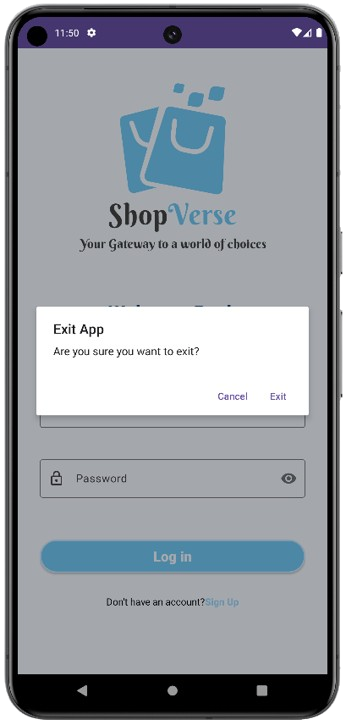 11:50
ShopVerse
Your Gateway to a world of choices
Exit App
Are you sure you want to exit?
Cancel Exit
Password
Log in
Don't have an account?Sign Up